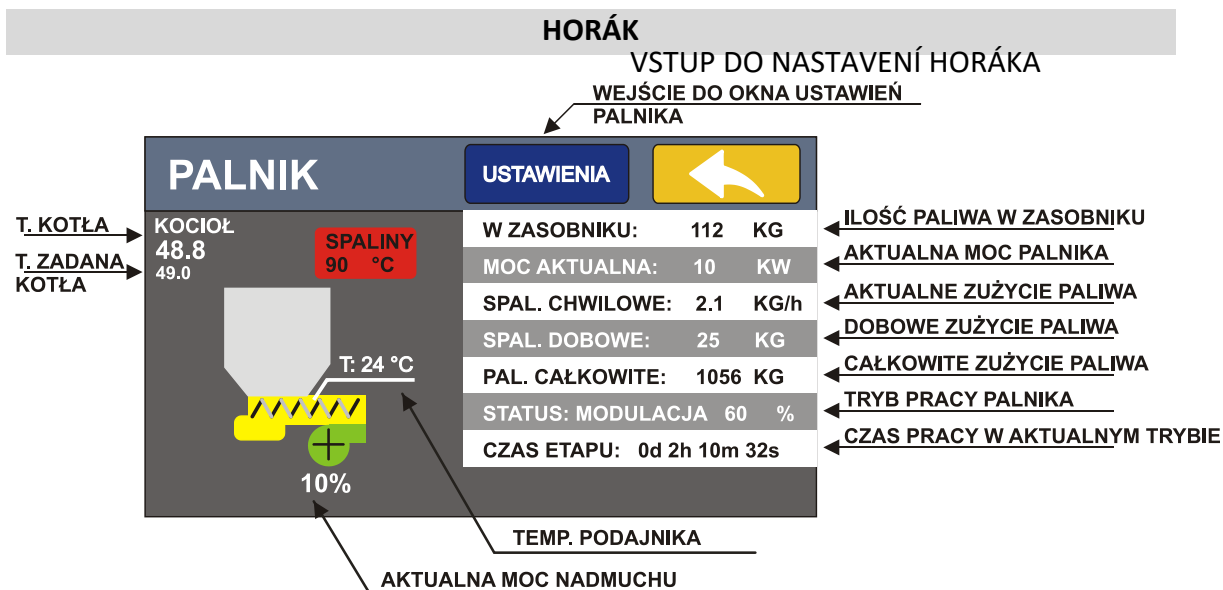 HORÁK
VSTUP DO NASTAVENÍ HORÁKA
WEJŚCIE DO OKNA USTAWIEŃ
PALNIKA
PALNIK
USTAWIENIA
T. KOTŁA
T. ZADANA
KOTŁA
KOCIOŁ
48.8
49.0
SPALINY
90 °C
T: 24 °C
10%
W ZASOBNIKU: 112 KG
MOC AKTUALNA: 10 KW
SPAL. CHWILOWE: 2.1 KG/h
SPAL. DOBOWE: 25 KG
PAL. CAŁKOWITE: 1056 KG
STATUS: MODULACJA 60 %
CZAS ETAPU: 0d 2h 10m 32s
ILOŚĆ PALIWA W ZASOBNIKU
AKTUALNA MOC PALNIKA
AKTUALNE ZUŻYCIE PALIWA
DOBOWE ZUŻYCIE PALIWA
CAŁKOWITE ZUŻYCIE PALIWA
TRYB PRACY PALNIKA
CZAS PRACY W AKTUALNYM TRYBIE
TEMP. PODAJNIKA
AKTUALNA MOC NADMUCHU